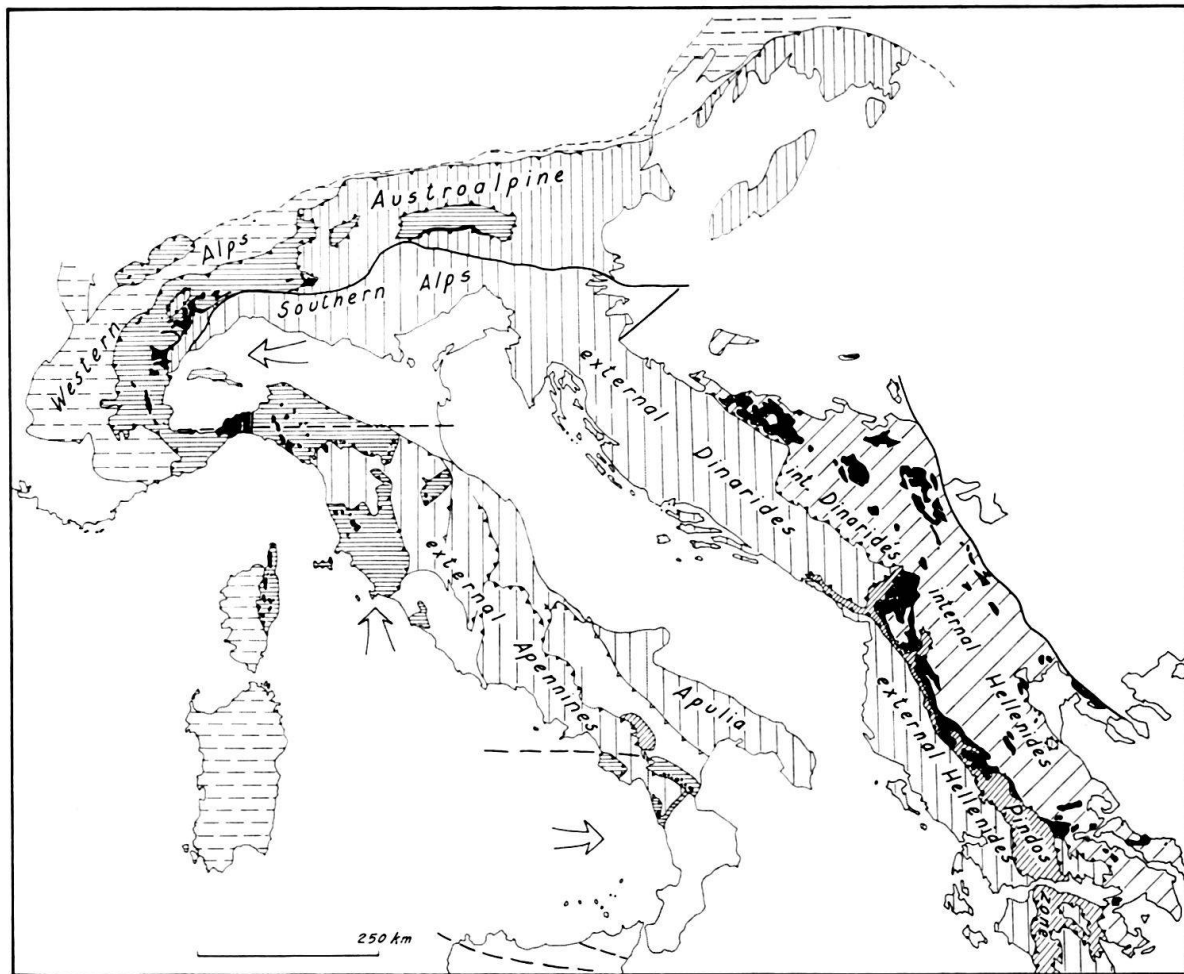 Austroalpine
Western Alps
Southern Alps
external Dinarides
int. Dinarides
internal Hellenides
external Apennines
Apulia
external Hellenides
Pindos Zone
250 km